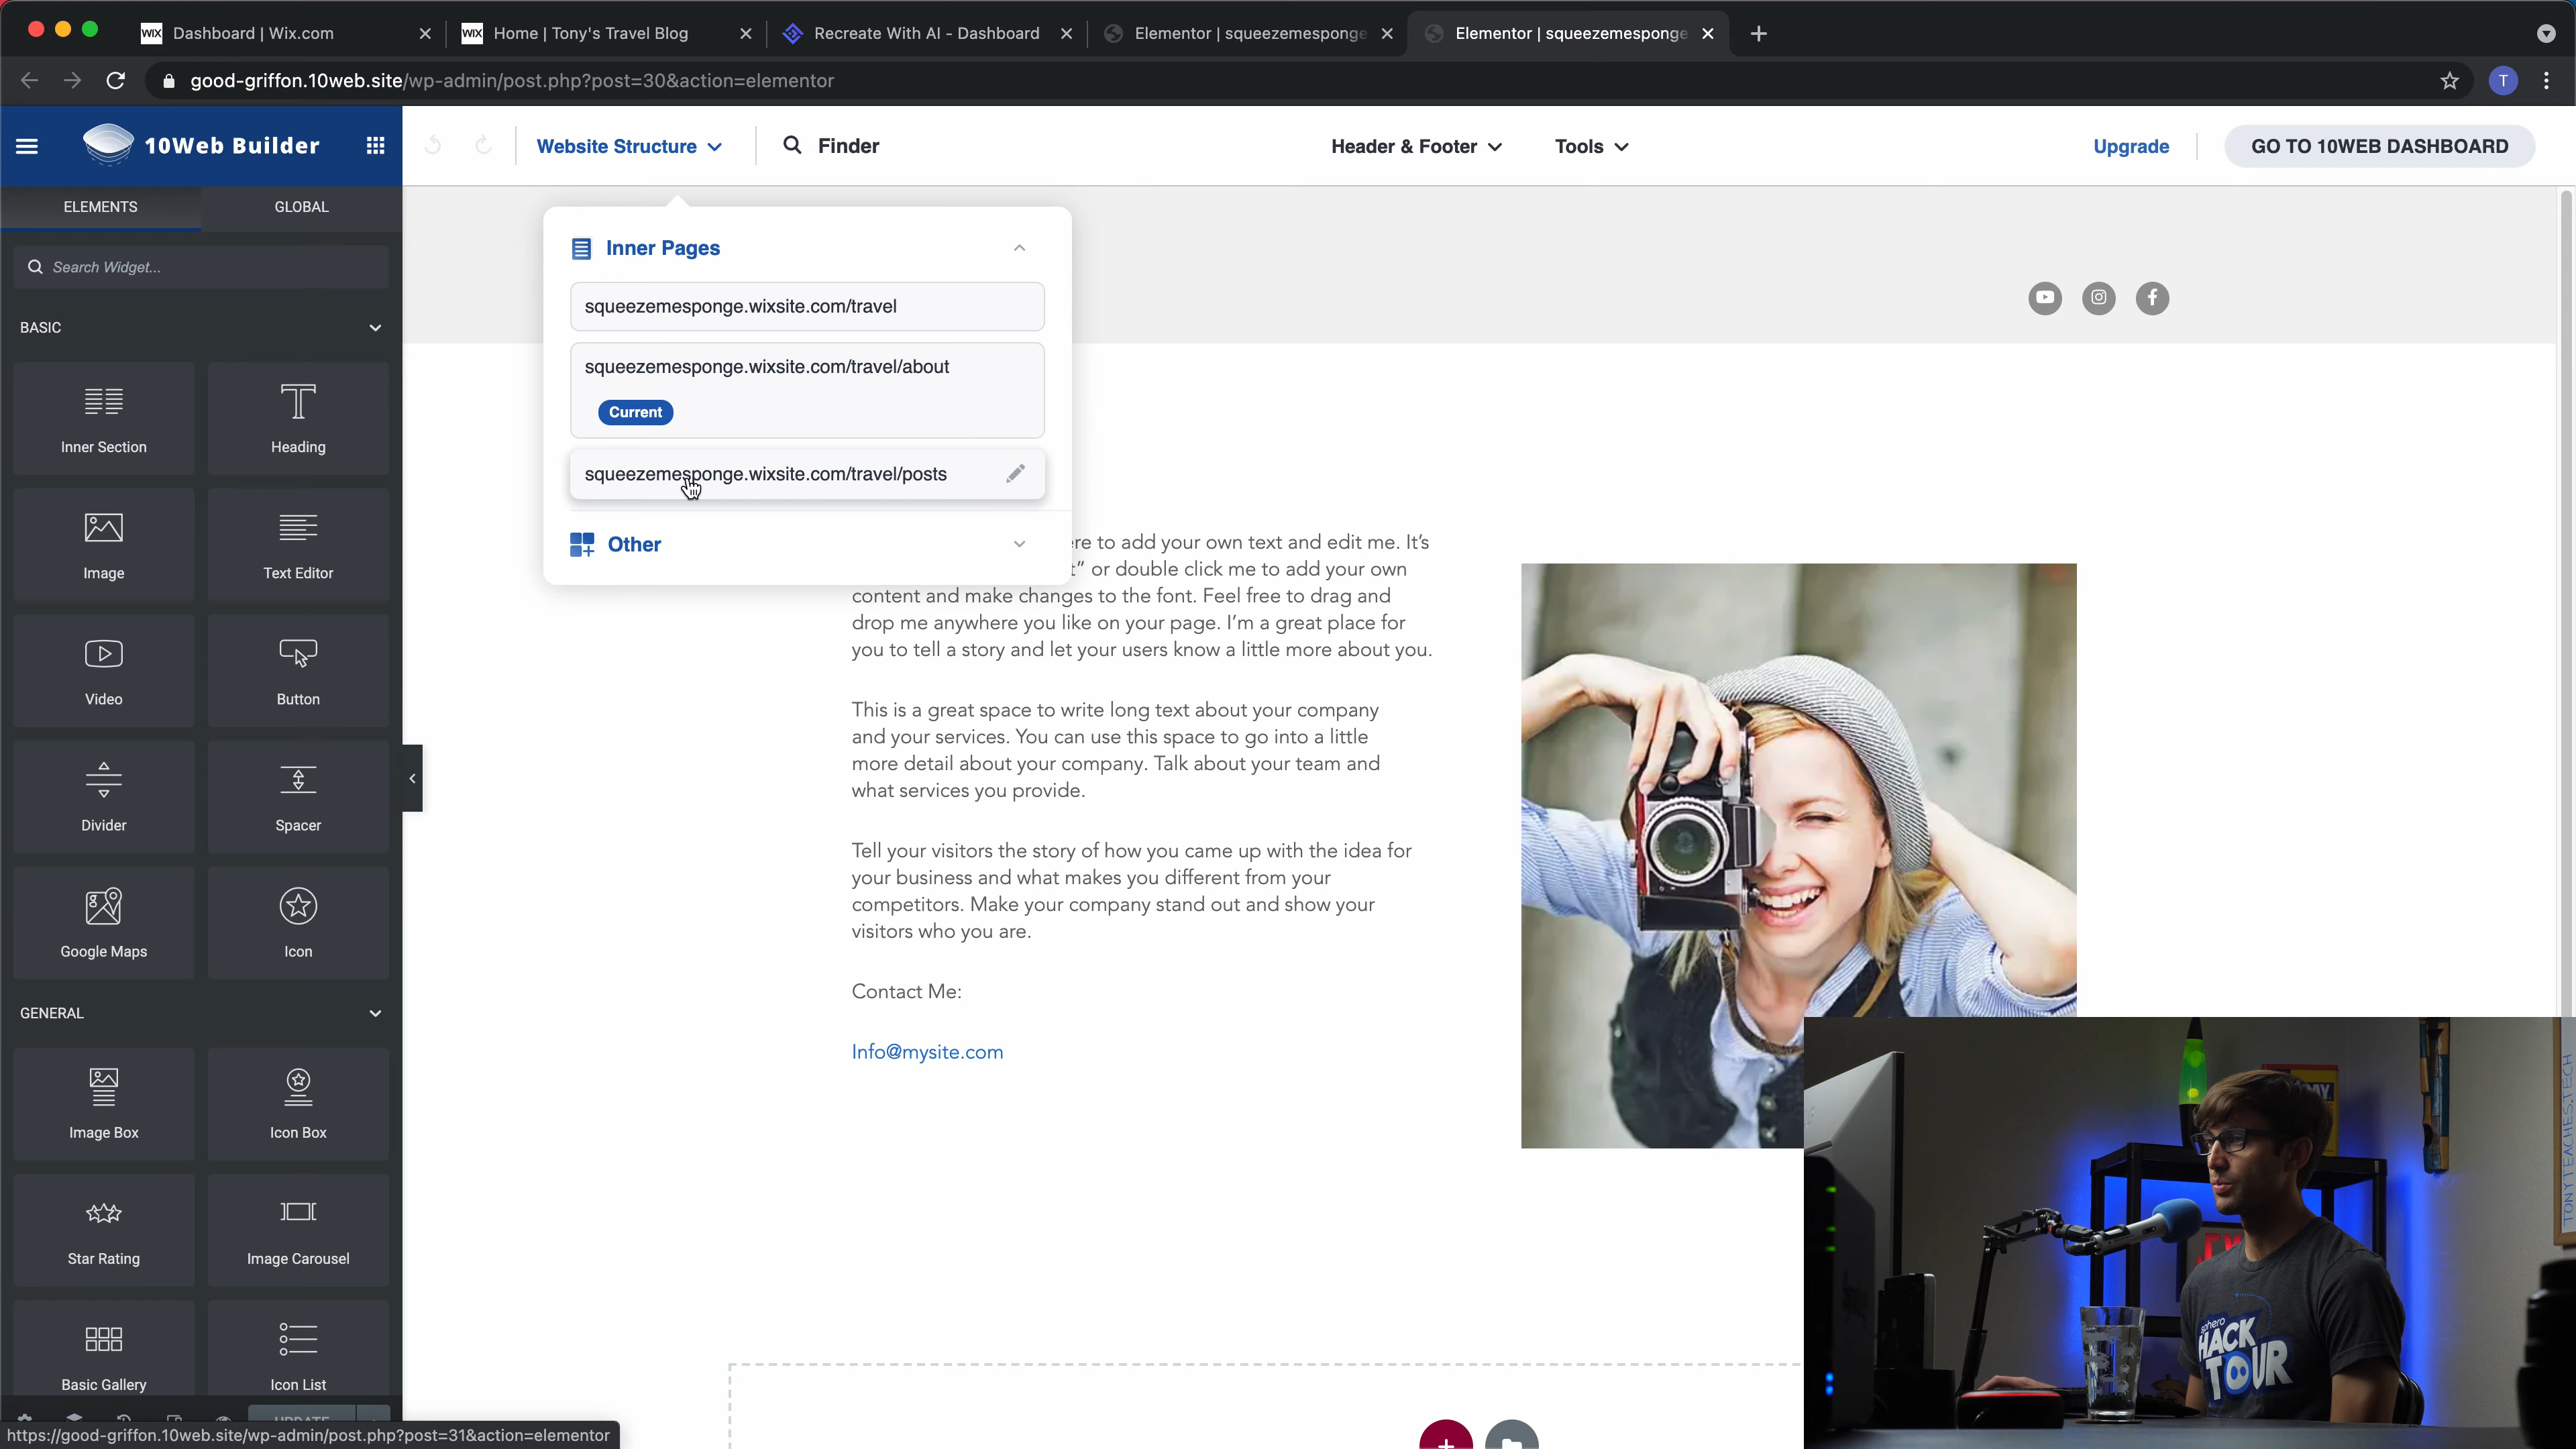 WIX Dashboard | Wix.com
WIX Home | Tony's Travel Blog
Recreate With AI - Dashboard
Elementor | squeezemesponge
Elementor | squeezemesponge
good-griffon.10web.site/wp-admin/post.php?post=30&action=elementor
T
10Web Builder
Website Structure
Finder
Header & Footer
Tools
Upgrade
GO TO 10WEB DASHBOARD
ELEMENTS
GLOBAL
Search Widget...
BASIC
Inner Section
Heading
Image
Text Editor
Video
Button
Divider
Spacer
Google Maps
Icon
GENERAL
Image Box
Icon Box
Star Rating
Image Carousel
Basic Gallery
Icon List
UPDATE
https://good-griffon.10web.site/wp-admin/post.php?post=31&action=elementor
Inner Pages
squeezemesponge.wixsite.com/travel
squeezemesponge.wixsite.com/travel/about
Current
squeezemesponge.wixsite.com/travel/posts
Other
ere to add your own text and edit me. It's
t" or double click me to add your own
content and make changes to the font. Feel free to drag and
drop me anywhere you like on your page. I'm a great place for
you to tell a story and let your users know a little more about you.
This is a great space to write long text about your company
and your services. You can use this space to go into a little
more detail about your company. Talk about your team and
what services you provide.
Tell your visitors the story of how you came up with the idea for
your business and what makes you different from your
competitors. Make your company stand out and show your
visitors who you are.
Contact Me:
Info@mysite.com
TONYTEACHES.TECH
sphero
HACK
TOUR